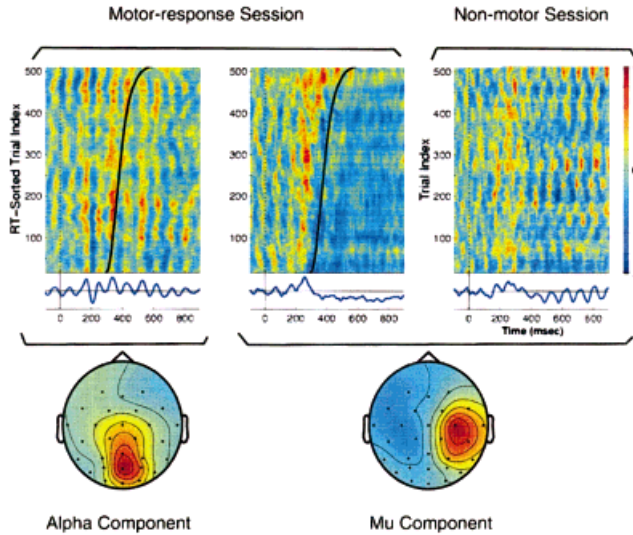 Motor-response Session
Non-motor Session
RT-Sorted Trial Index
500
400
300
200
100
500
400
300
200
100
Trial Index
500
400
300
200
100
0 200 400 600 800
0 200 400 600 800
0 200 400 600 800
Time (msec)
Alpha Component
Mu Component